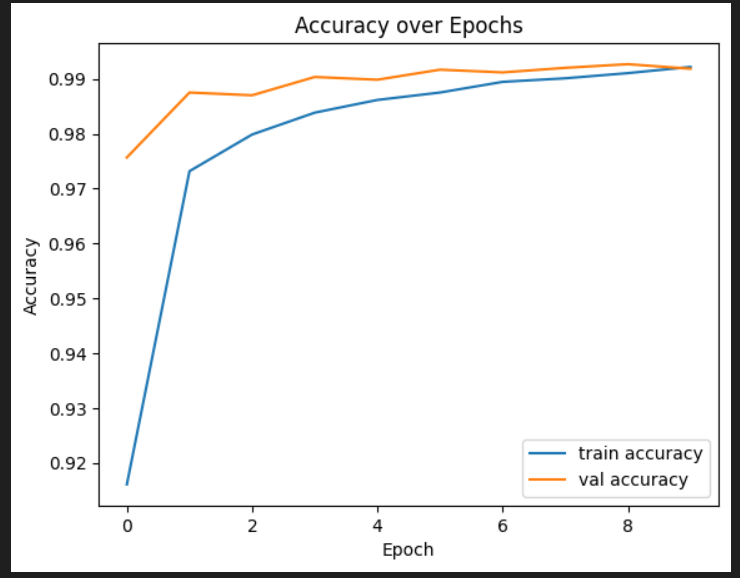 Accuracy over Epochs
0.99
0.98
0.97
0.96
0.95
0.94
0.93
0.92
Accuracy
train accuracy
val accuracy
0 2 4 6 8
Epoch